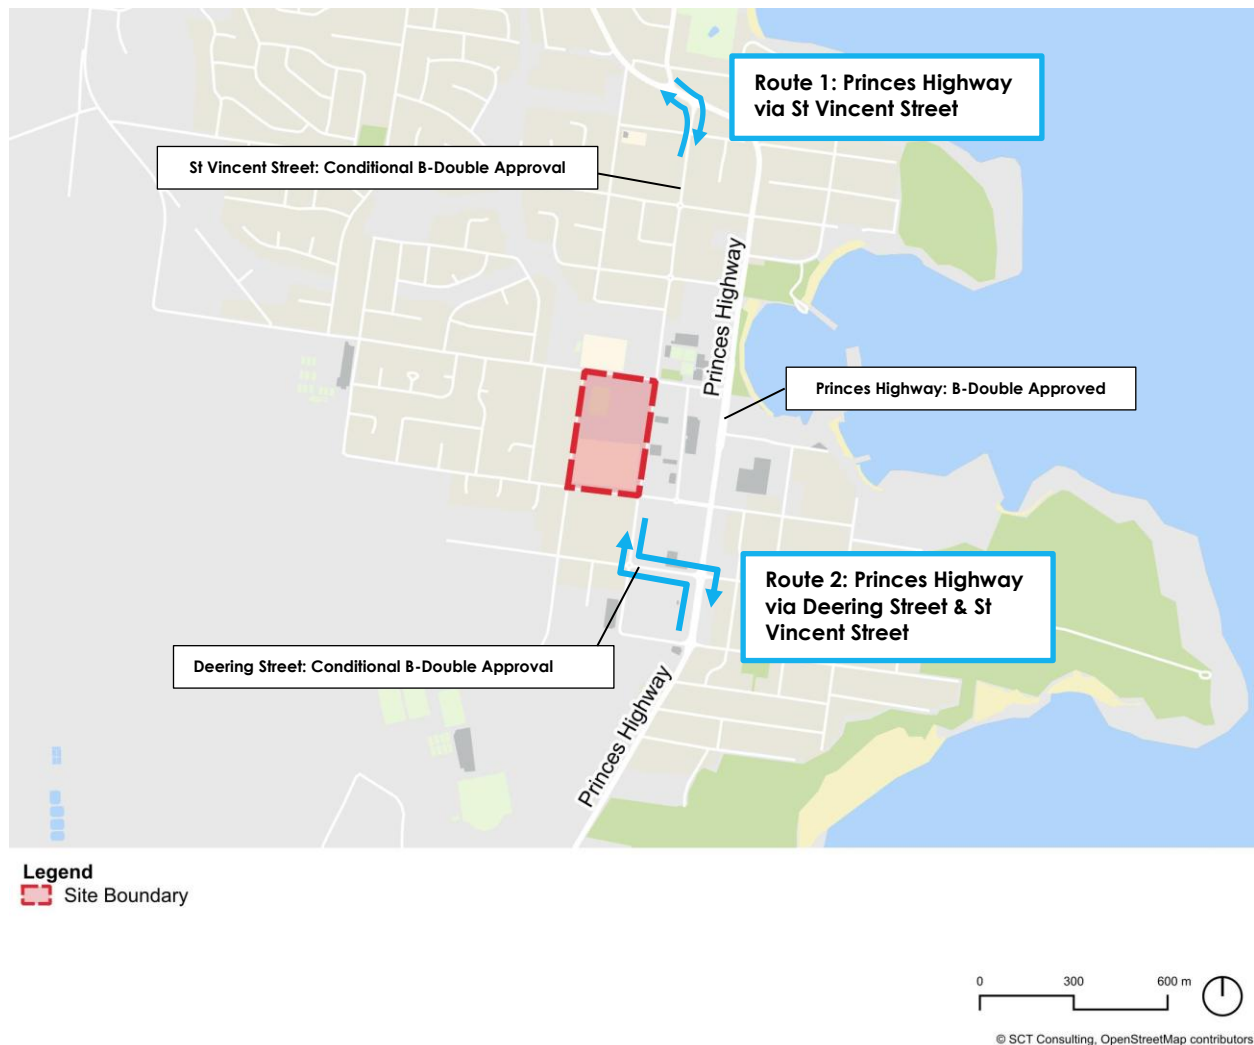 Route 1: Princes Highway
via St Vincent Street
St Vincent Street: Conditional B-Double Approval
Princes Highway
Princes Highway: B-Double Approved
Route 2: Princes Highway
via Deering Street & St
Vincent Street
Deering Street: Conditional B-Double Approval
Princes Highway
Legend
Site Boundary
0 300 600 m
© SCT Consulting, OpenStreetMap contributors